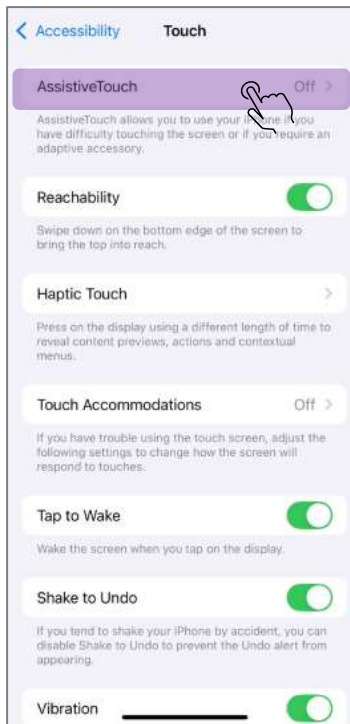 Accessibility Touch
AssistiveTouch Off
AssistiveTouch allows you to use your iPhone if you
have difficulty touching the screen or if you require an
adaptive accessory.
Reachability
Swipe down on the bottom edge of the screen to
bring the top into reach.
Haptic Touch
Press on the display using a different length of time to
reveal content previews, actions and contextual
menus.
Touch Accommodations Off
If you have trouble using the touch screen, adjust the
following settings to change how the screen will
respond to touches.
Tap to Wake
Wake the screen when you tap on the display.
Shake to Undo
If you tend to shake your iPhone by accident, you can
disable Shake to Undo to prevent the Undo alert from
appearing.
Vibration